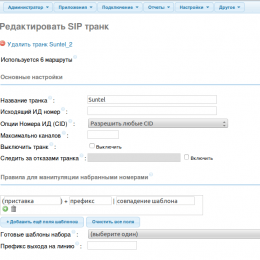 Администратор Приложения Подключения Отчеты Настройки Другое
Редактировать SIP транк
Удалить транк Suntel_2
Используется 6 маршруты
Основные настройки
Название транка: Suntel
Исходящий ИД номер:
Опции Номера ИД (CID): Разрешить любые CID
Максимально каналов:
Выключить транк: Выключить
Следить за отказами транка: Включить
Правила для манипуляции набранными номерами
(приставка ) + префикс | совпадение шаблона
+ Добавить ещё поля шаблонов Очистить все поля
Готовые шаблоны набора: (выберите один)
Префикс выхода на линию: